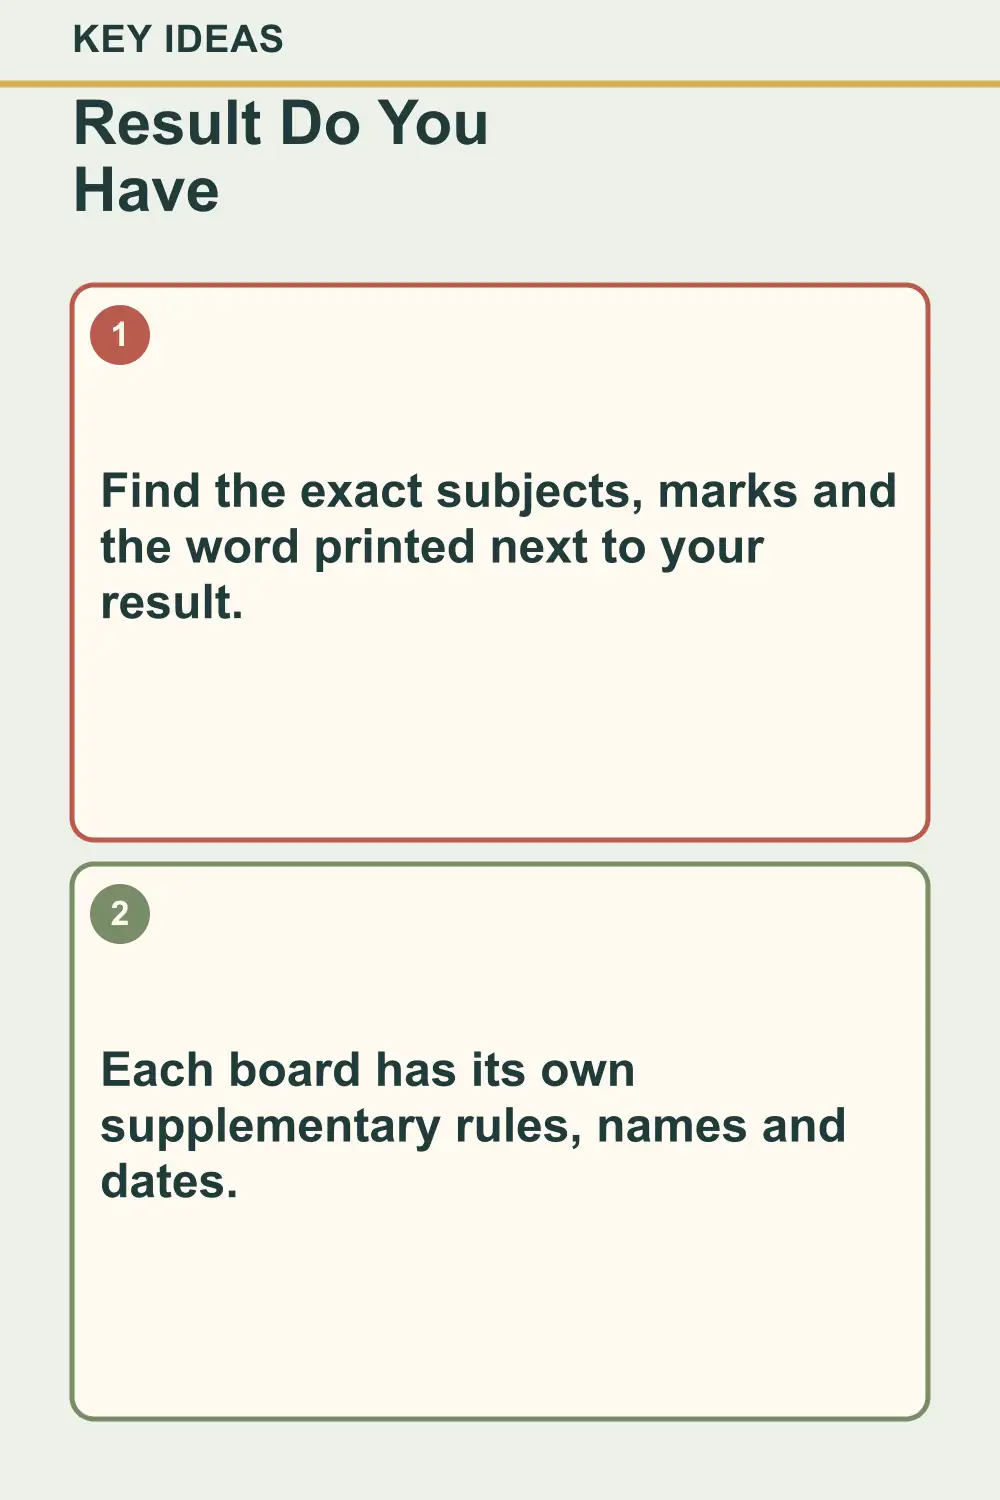 KEY IDEAS
Result Do You
Have
1
Find the exact subjects, marks and
the word printed next to your
result.
2
Each board has its own
supplementary rules, names and
dates.